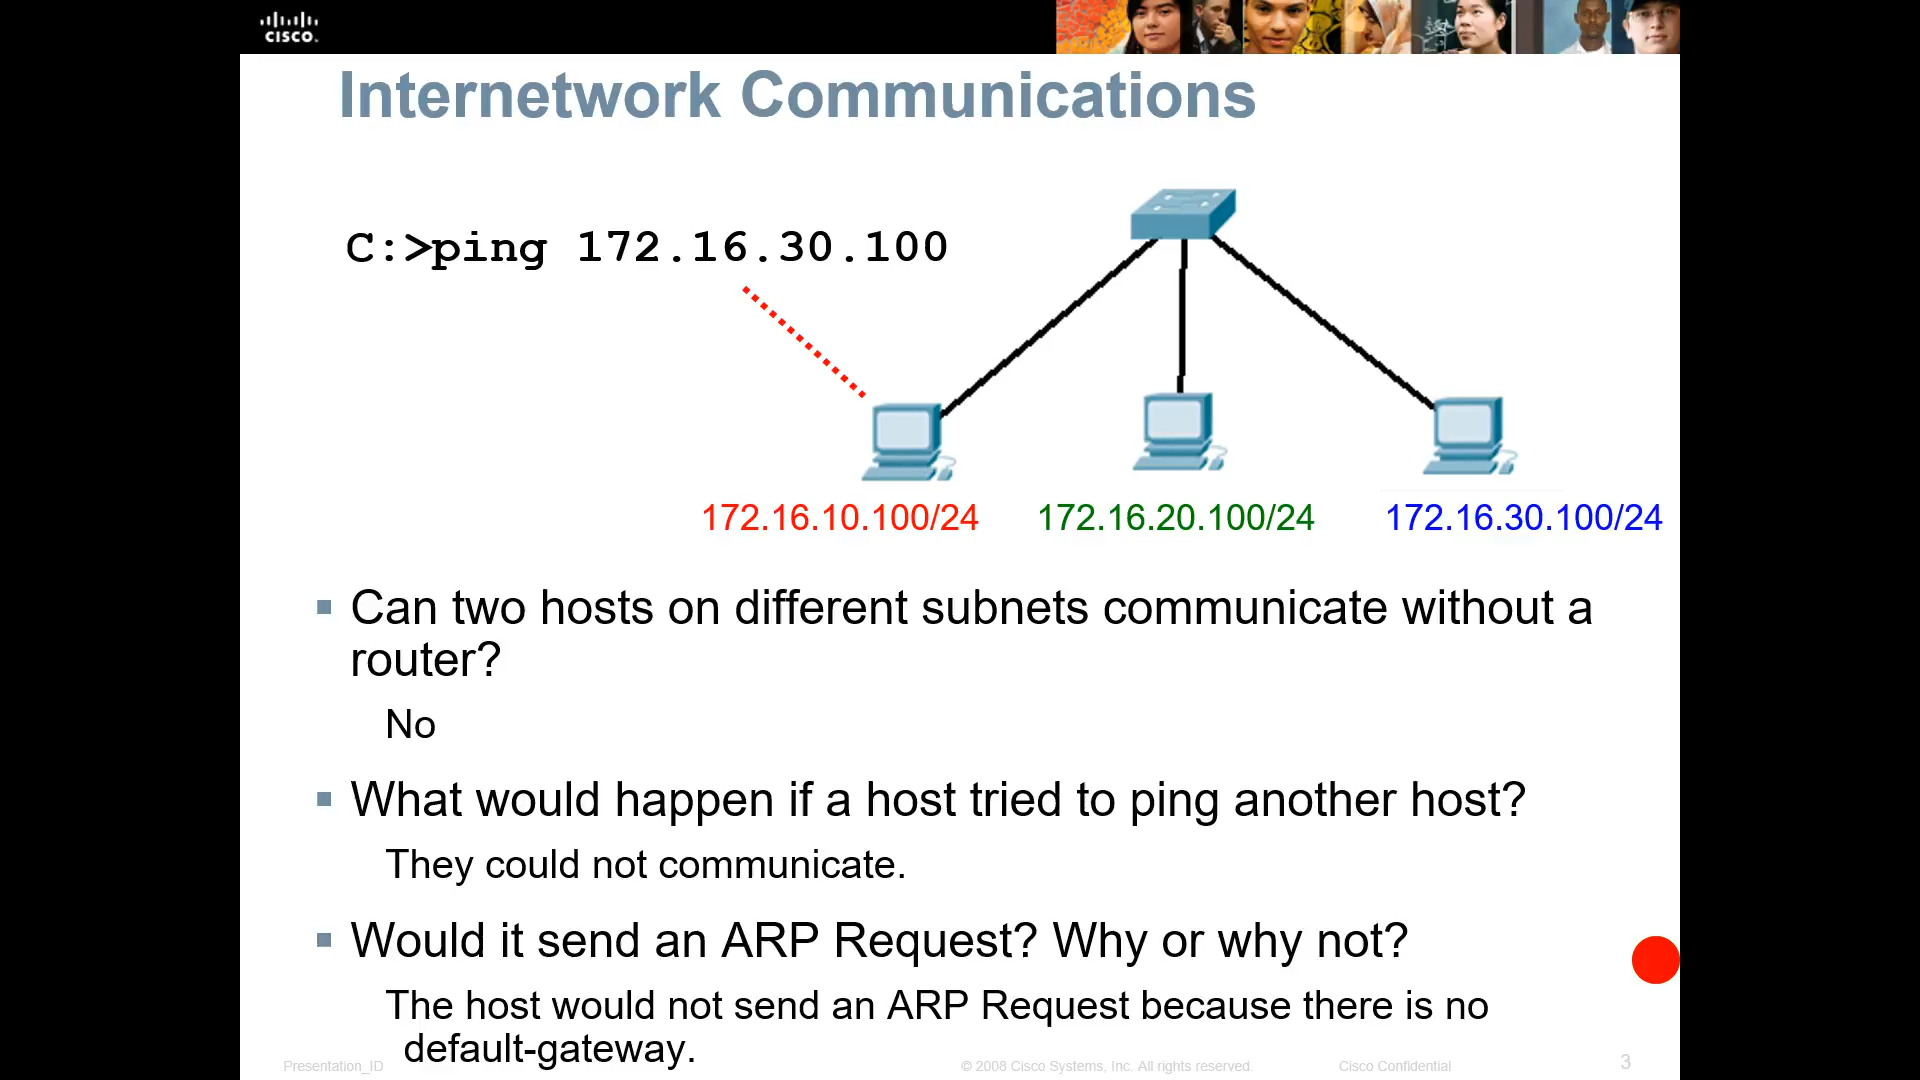 CISCO.
Internetwork Communications
C:>ping 172.16.30.100
172.16.10.100/24 172.16.20.100/24 172.16.30.100/24
Can two hosts on different subnets communicate without a
router?
No
What would happen if a host tried to ping another host?
They could not communicate.
Would it send an ARP Request? Why or why not?
The host would not send an ARP Request because there is no
default-gateway.
Presentation_ID © 2008 Cisco Systems, Inc. All rights reserved. Cisco Confidential 3